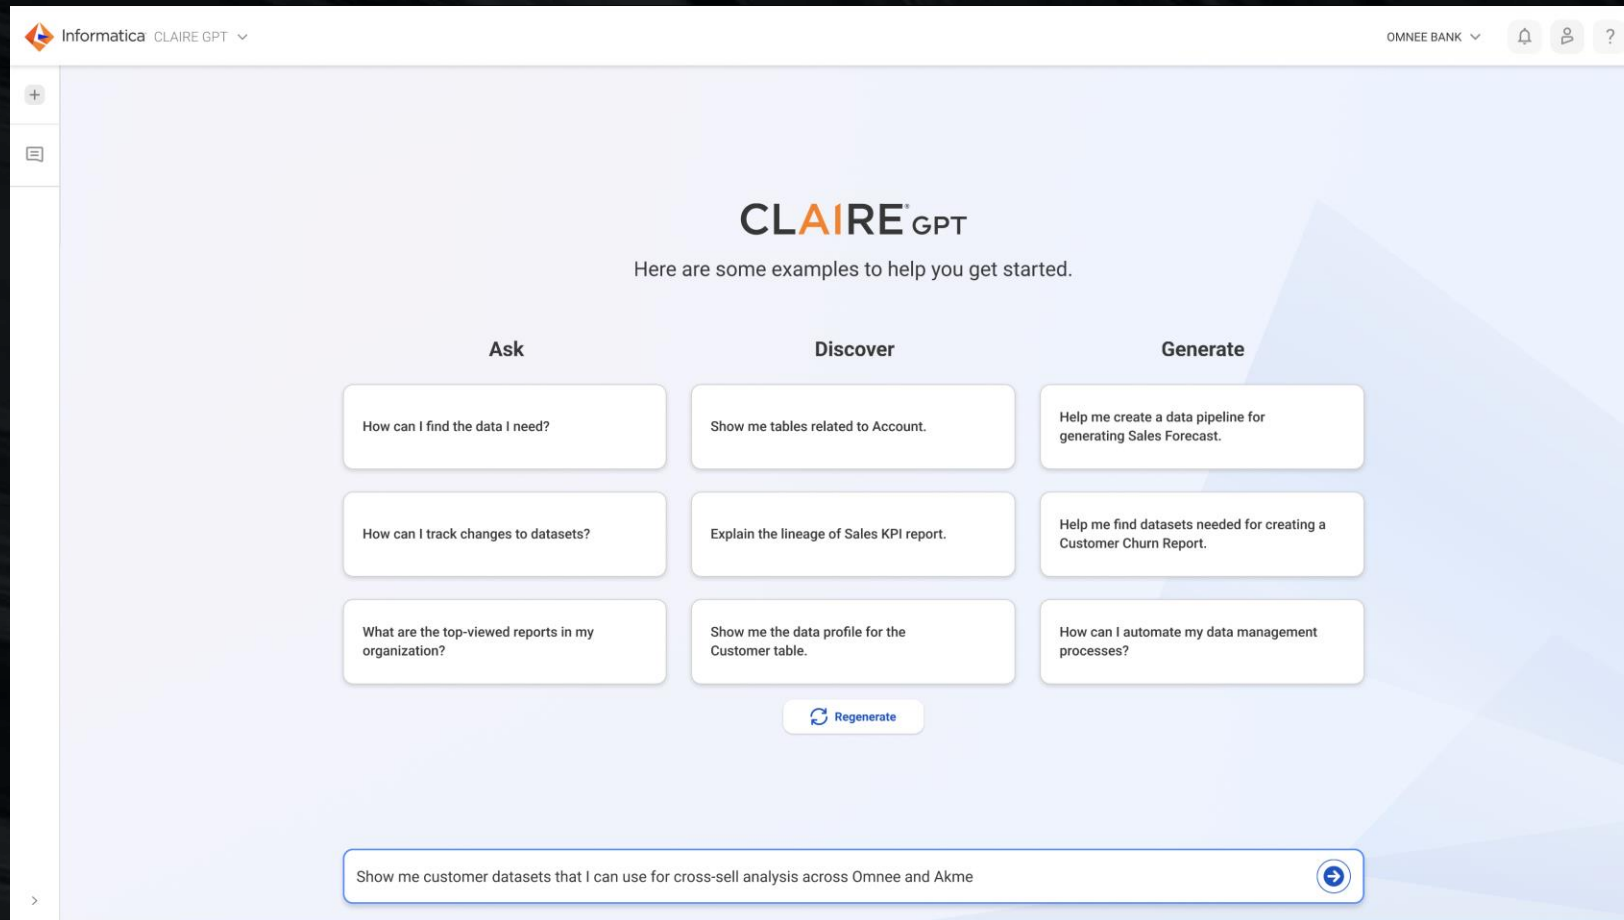 Informatica CLAIRE GPT
OMNEE BANK
?
CLAIRE® GPT
Here are some examples to help you get started.
Ask
Discover
Generate
How can I find the data I need?
Show me tables related to Account.
Help me create a data pipeline for
generating Sales Forecast.
How can I track changes to datasets?
Explain the lineage of Sales KPI report.
Help me find datasets needed for creating a
Customer Churn Report.
What are the top-viewed reports in my
organization?
Show me the data profile for the
Customer table.
How can I automate my data management
processes?
Regenerate
Show me customer datasets that I can use for cross-sell analysis across Omnee and Akme